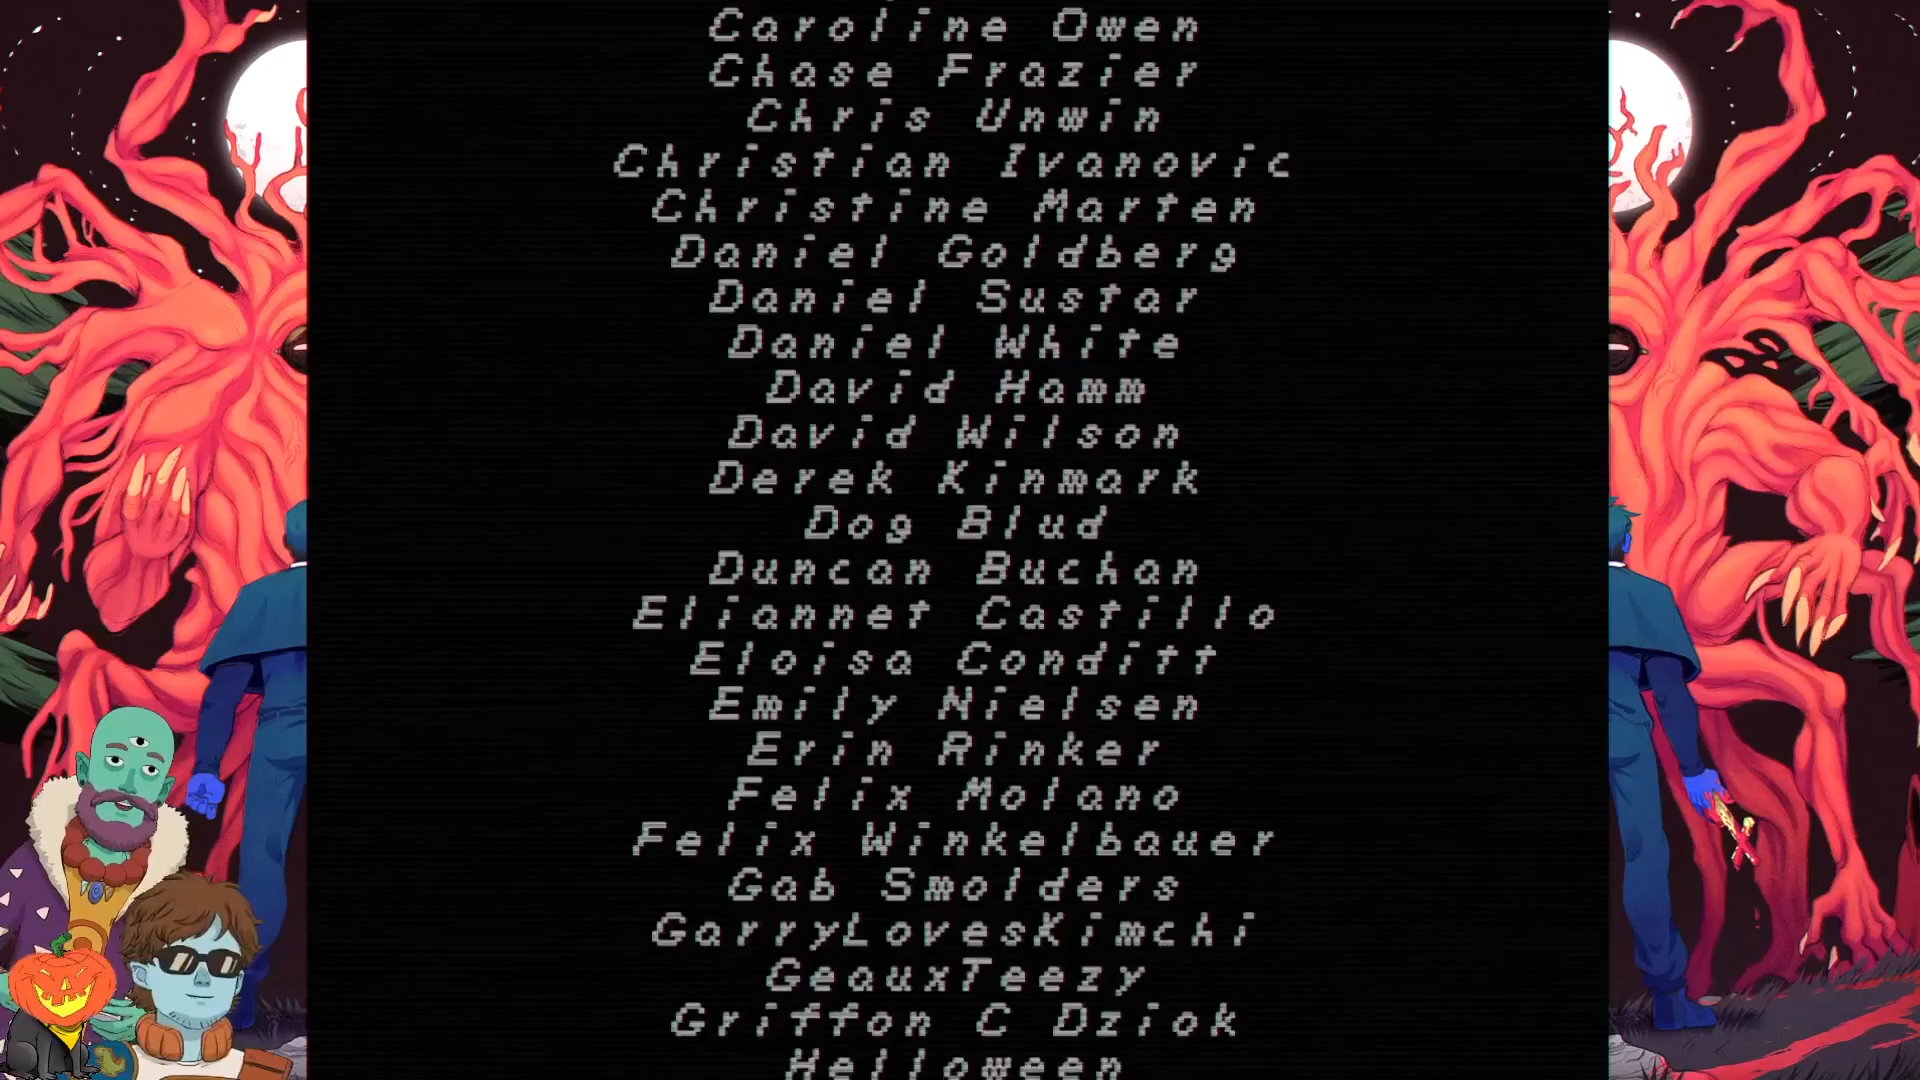 Caroline Owen
Chase Frazier
Chris Unwin
Christian Ivanovic
Christine Marten
Daniel Goldberg
Daniel Sustar
Daniel White
David Hamm
David Wilson
Derek Kinmark
Dog Blud
Duncan Buchan
Eliannet Castillo
Eloisa Conditt
Emily Nielsen
Erin Rinker
Felix Molano
Felix Winkelbauer
Gab Smolders
GarryLovesKimchi
GeauxTeezy
Griffon C Dziok
Helloween